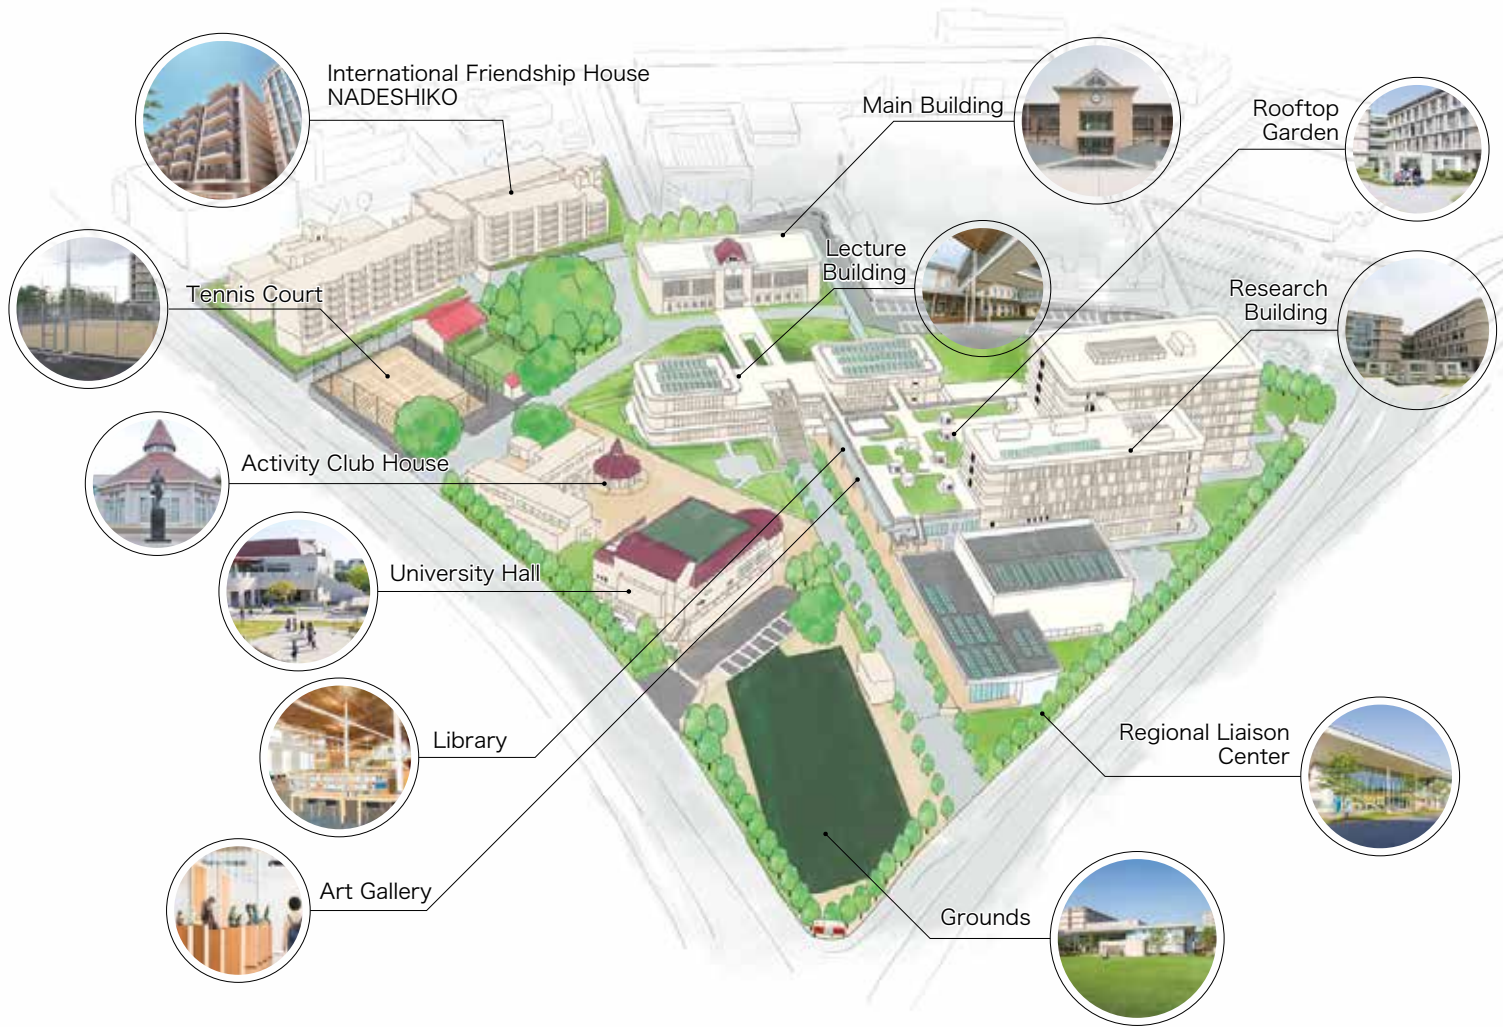 International Friendship House
NADESHIKO
Main Building
Rooftop
Garden
Lecture
Building
Tennis Court
Research
Building
Activity Club House
University Hall
Library
Regional Liaison
Center
Art Gallery
Grounds